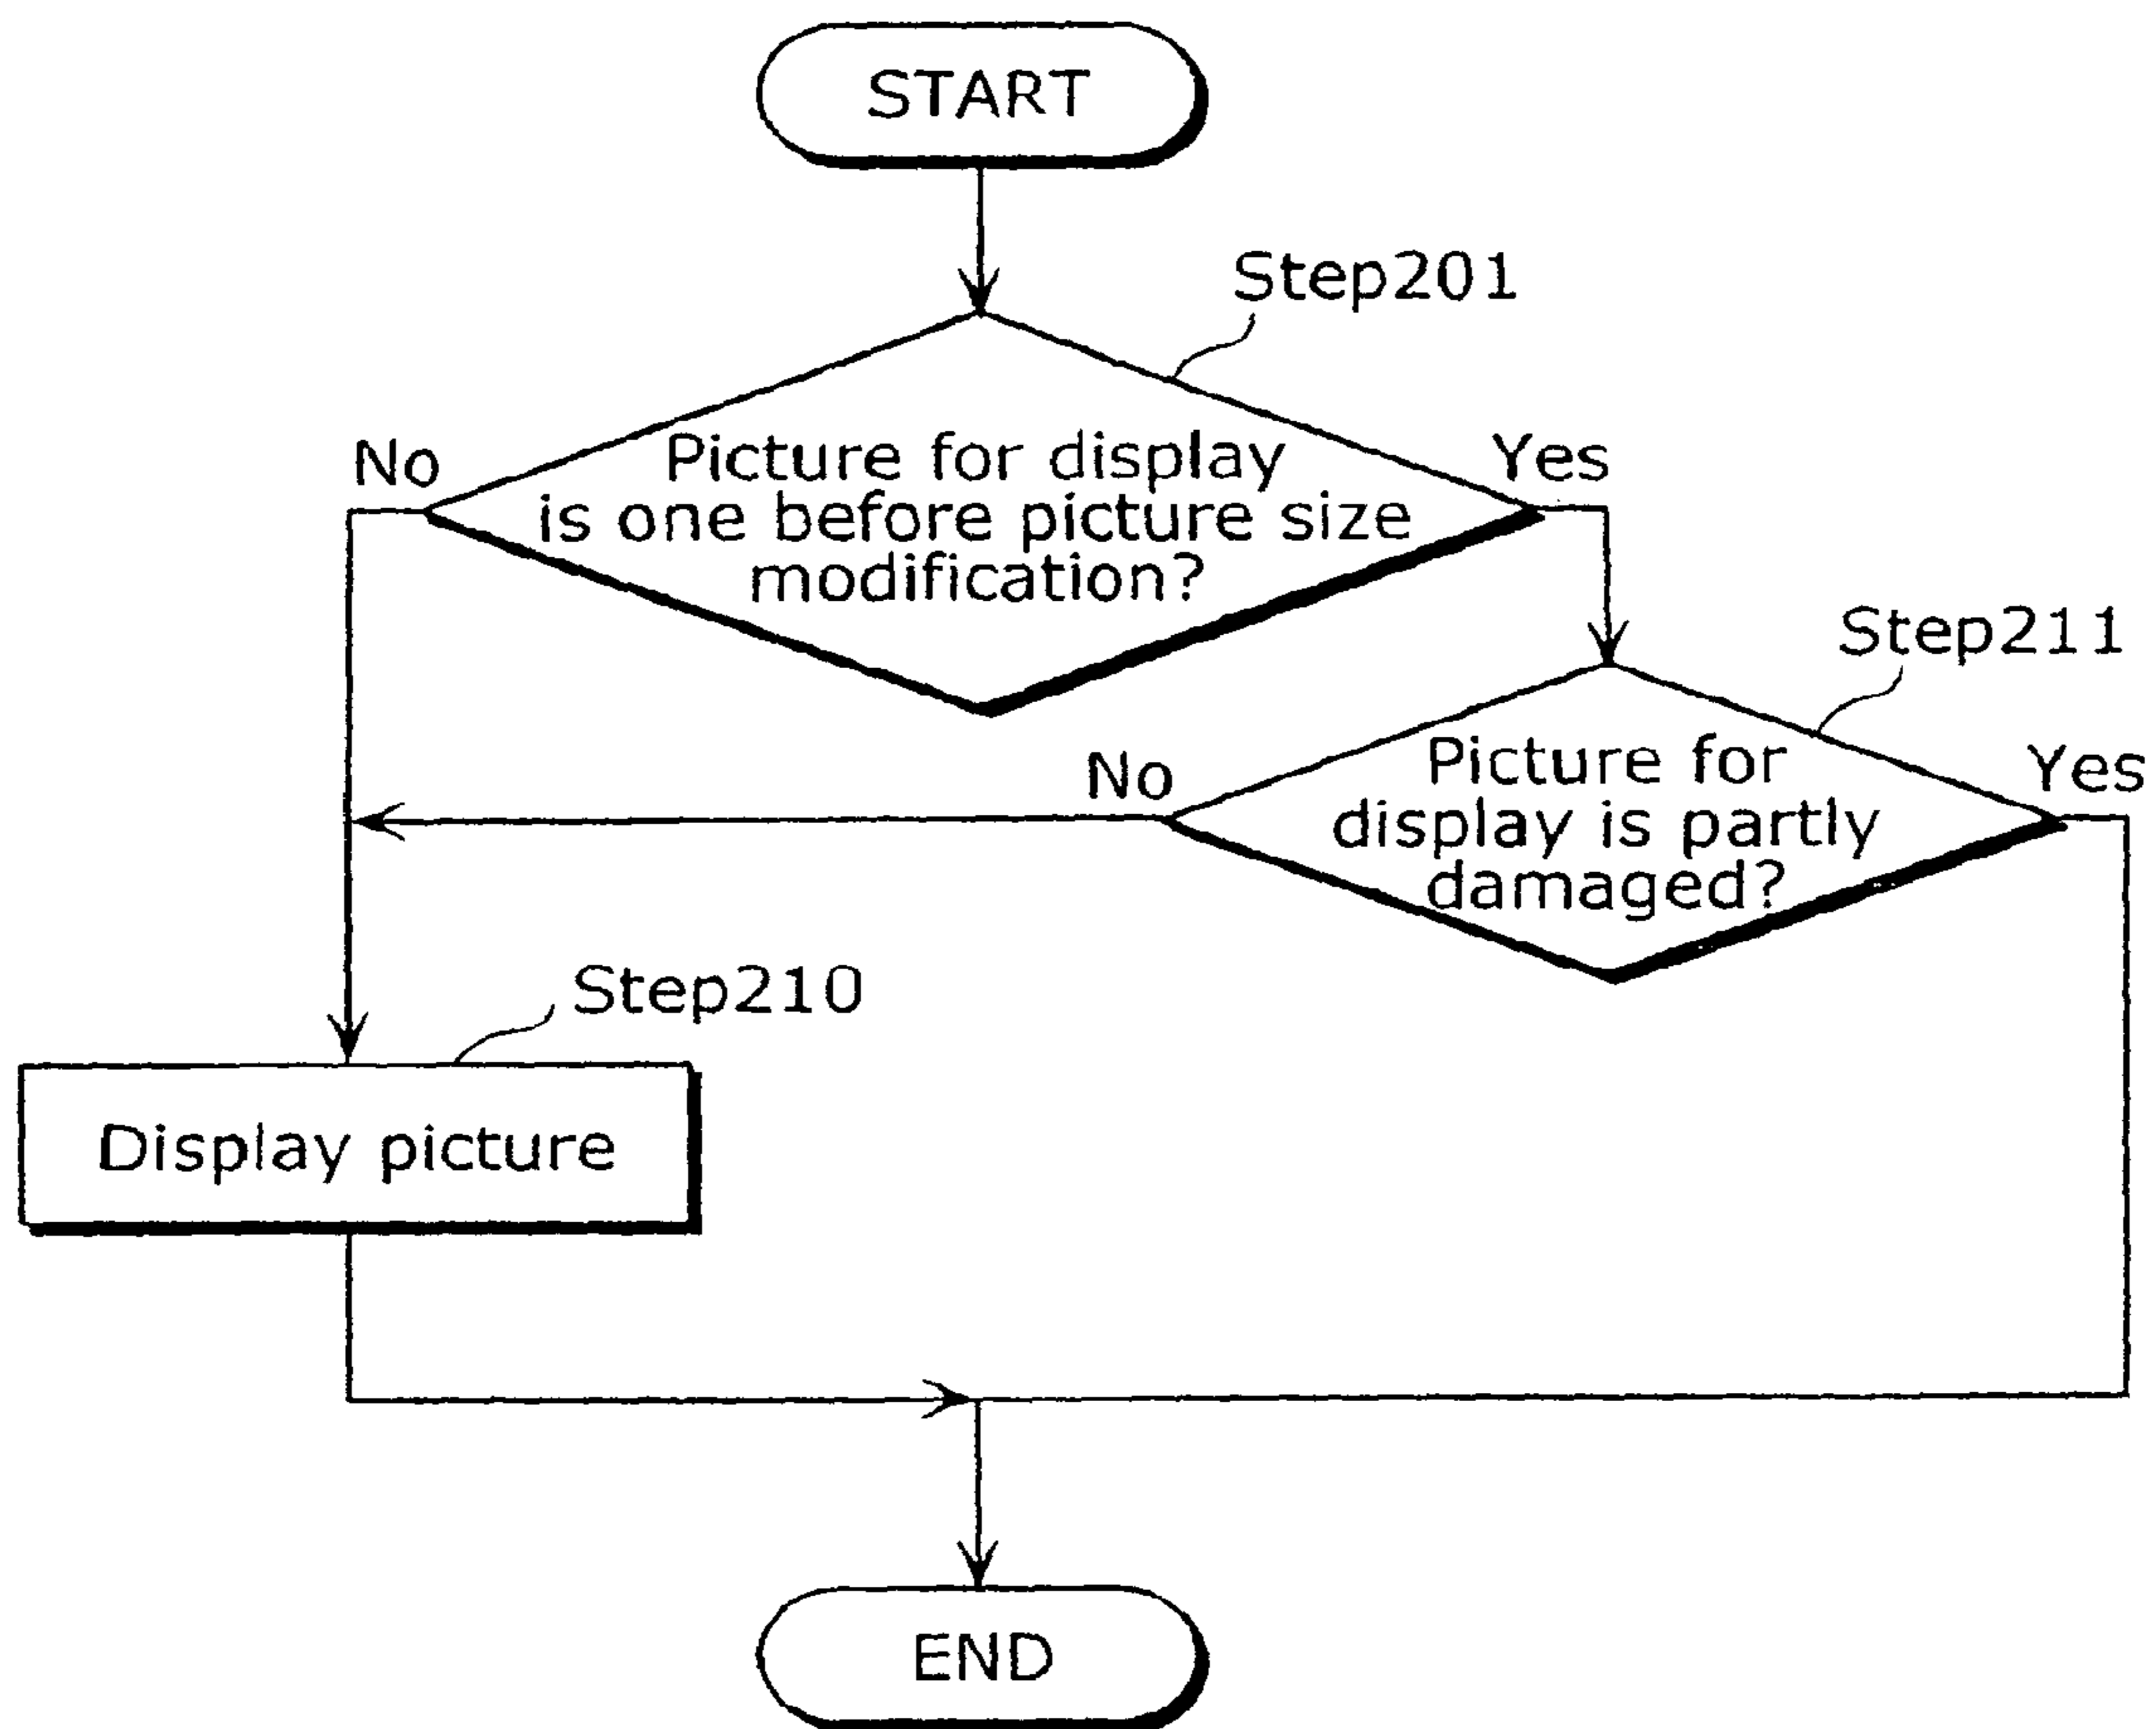 START
Step201
No
Yes
Picture for display
is one before picture size
modification?
Step211
No
Yes
Picture for
display is partly
damaged?
Step210
Display picture
END